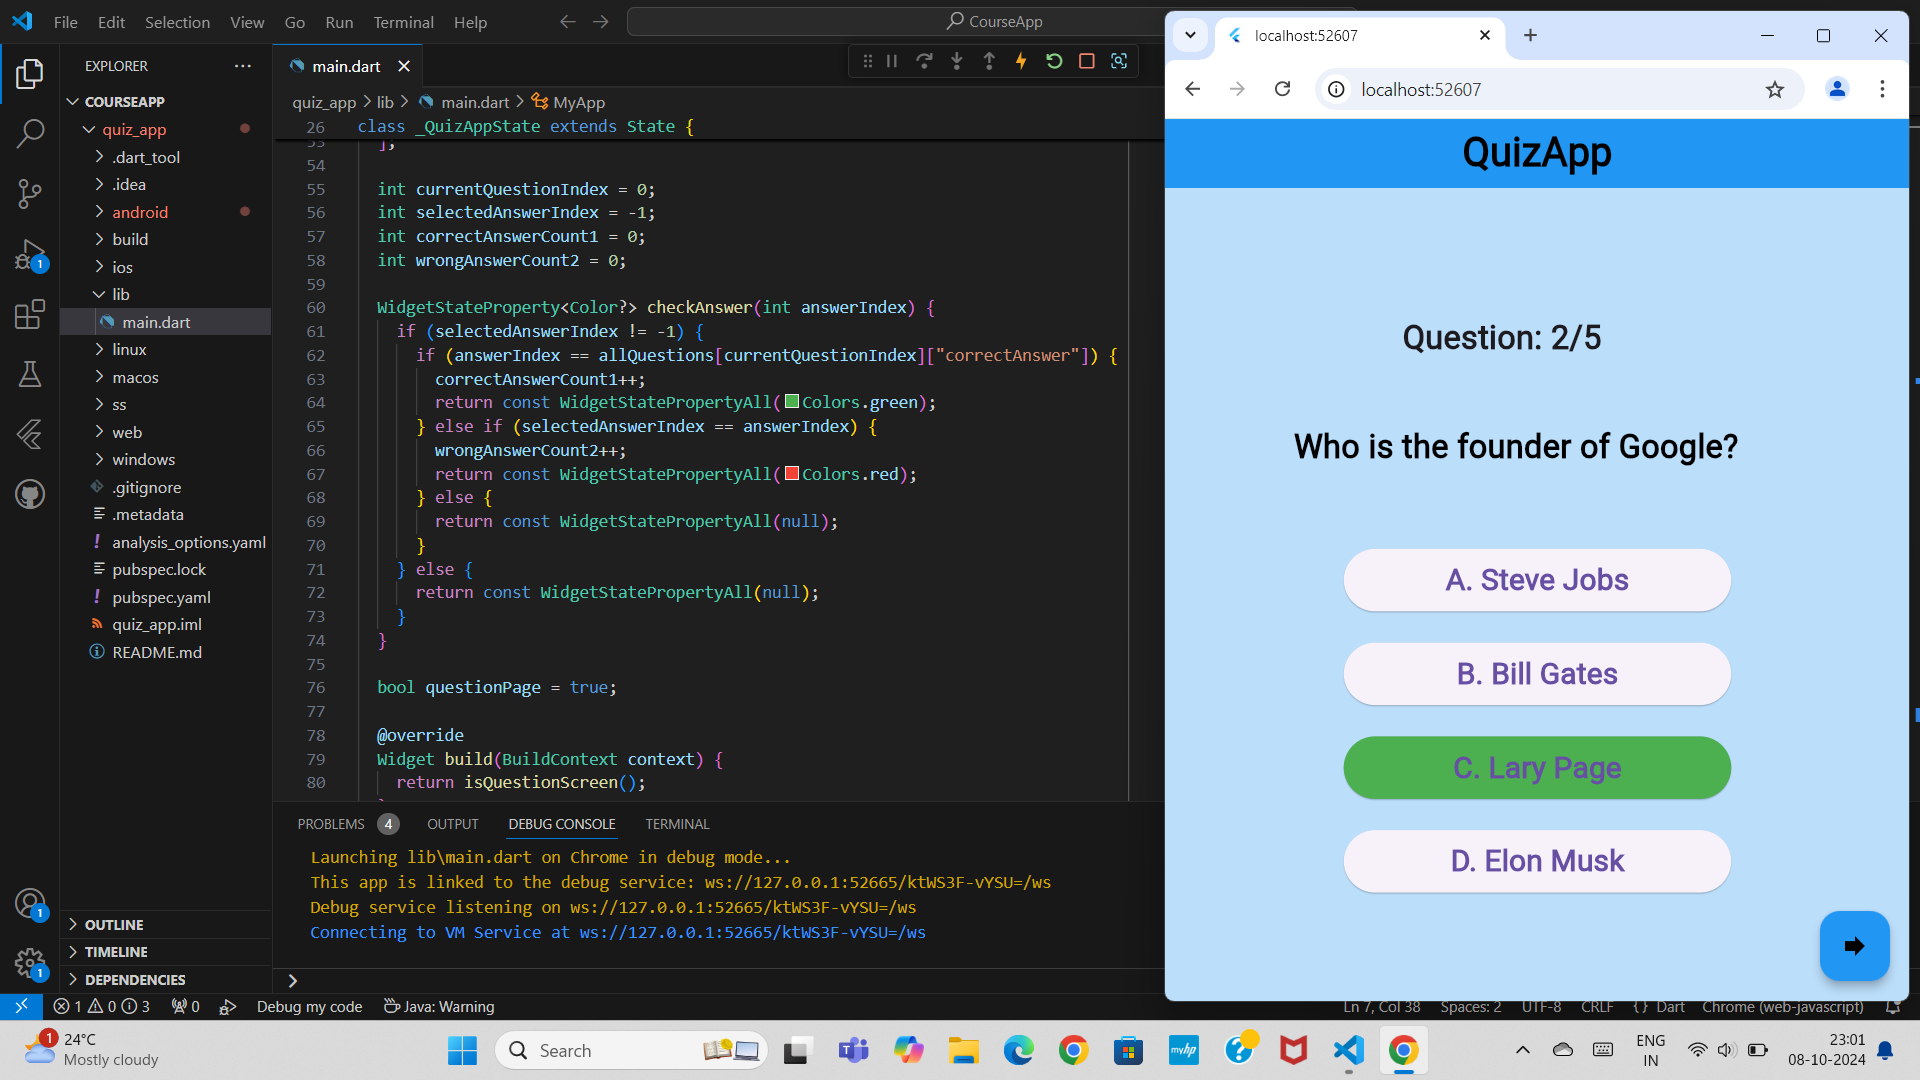 File Edit Selection View Go Run Terminal Help
CourseApp
EXPLORER
COURSEAPP
quiz_app
.dart_tool
.idea
android
build
ios
lib
main.dart
linux
macos
ss
web
windows
.gitignore
.metadata
analysis_options.yaml
pubspec.lock
pubspec.yaml
quiz_app.iml
README.md
OUTLINE
TIMELINE
DEPENDENCIES
1
1
1
main.dart
quiz_app > lib > main.dart > MyApp
26 class _QuizAppState extends State {
53 ];
54
55 int currentQuestionIndex = 0;
56 int selectedAnswerIndex = -1;
57 int correctAnswerCount1 = 0;
58 int wrongAnswerCount2 = 0;
59
60 WidgetStateProperty<Color?> checkAnswer(int answerIndex) {
61 if (selectedAnswerIndex != -1) {
62 if (answerIndex == allQuestions[currentQuestionIndex]["correctAnswer"]) {
63 correctAnswerCount1++;
64 return const WidgetStatePropertyAll(Colors.green);
65 } else if (selectedAnswerIndex == answerIndex) {
66 wrongAnswerCount2++;
67 return const WidgetStatePropertyAll(Colors.red);
68 } else {
69 return const WidgetStatePropertyAll(null);
70 }
71 } else {
72 return const WidgetStatePropertyAll(null);
73 }
74 }
75
76 bool questionPage = true;
77
78 @override
79 Widget build(BuildContext context) {
80 return isQuestionScreen();
PROBLEMS 4 OUTPUT DEBUG CONSOLE TERMINAL
Launching lib\main.dart on Chrome in debug mode...
This app is linked to the debug service: ws://127.0.0.1:52665/ktWS3F-vYSU=/ws
Debug service listening on ws://127.0.0.1:52665/ktWS3F-vYSU=/ws
Connecting to VM Service at ws://127.0.0.1:52665/ktWS3F-vYSU=/ws
localhost:52607
localhost:52607
QuizApp
Question: 2/5
Who is the founder of Google?
A. Steve Jobs
B. Bill Gates
C. Lary Page
D. Elon Musk
1 0 3 0 Debug my code Java: Warning
Ln 7, Col 38 Spaces: 2 UTF-8 CRLF {} Dart Chrome (web-javascript)
1
24°C
Mostly cloudy
Search
myhp
ENG
IN
23:01
08-10-2024